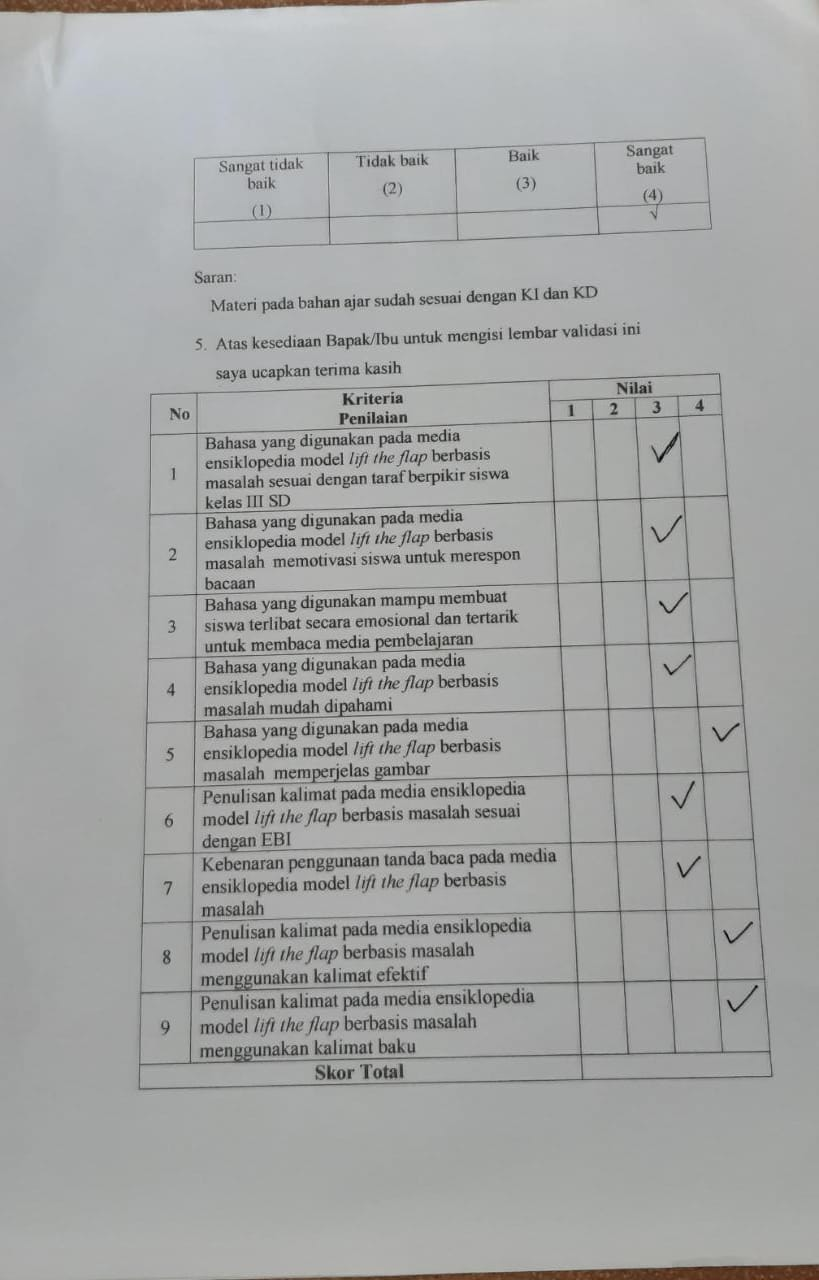 Sangat tidak baik (1)
Tidak baik (2)
Baik (3)
Sangat baik (4)
√
Saran:
Materi pada bahan ajar sudah sesuai dengan KI dan KD
5. Atas kesediaan Bapak/Ibu untuk mengisi lembar validasi ini
saya ucapkan terima kasih
No
Kriteria
Penilaian
Nilai
1 2 3 4
1
Bahasa yang digunakan pada media
ensiklopedia model lift the flap berbasis
masalah sesuai dengan taraf berpikir siswa
kelas III SD
✓
2
Bahasa yang digunakan pada media
ensiklopedia model lift the flap berbasis
masalah memotivasi siswa untuk merespon
bacaan
✓
3
Bahasa yang digunakan mampu membuat
siswa terlibat secara emosional dan tertarik
untuk membaca media pembelajaran
✓
4
Bahasa yang digunakan pada media
ensiklopedia model lift the flap berbasis
masalah mudah dipahami
✓
5
Bahasa yang digunakan pada media
ensiklopedia model lift the flap berbasis
masalah memperjelas gambar
✓
6
Penulisan kalimat pada media ensiklopedia
model lift the flap berbasis masalah sesuai
dengan EBI
✓
7
Kebenaran penggunaan tanda baca pada media
ensiklopedia model lift the flap berbasis
masalah
✓
8
Penulisan kalimat pada media ensiklopedia
model lift the flap berbasis masalah
menggunakan kalimat efektif
✓
9
Penulisan kalimat pada media ensiklopedia
model lift the flap berbasis masalah
menggunakan kalimat baku
✓
Skor Total